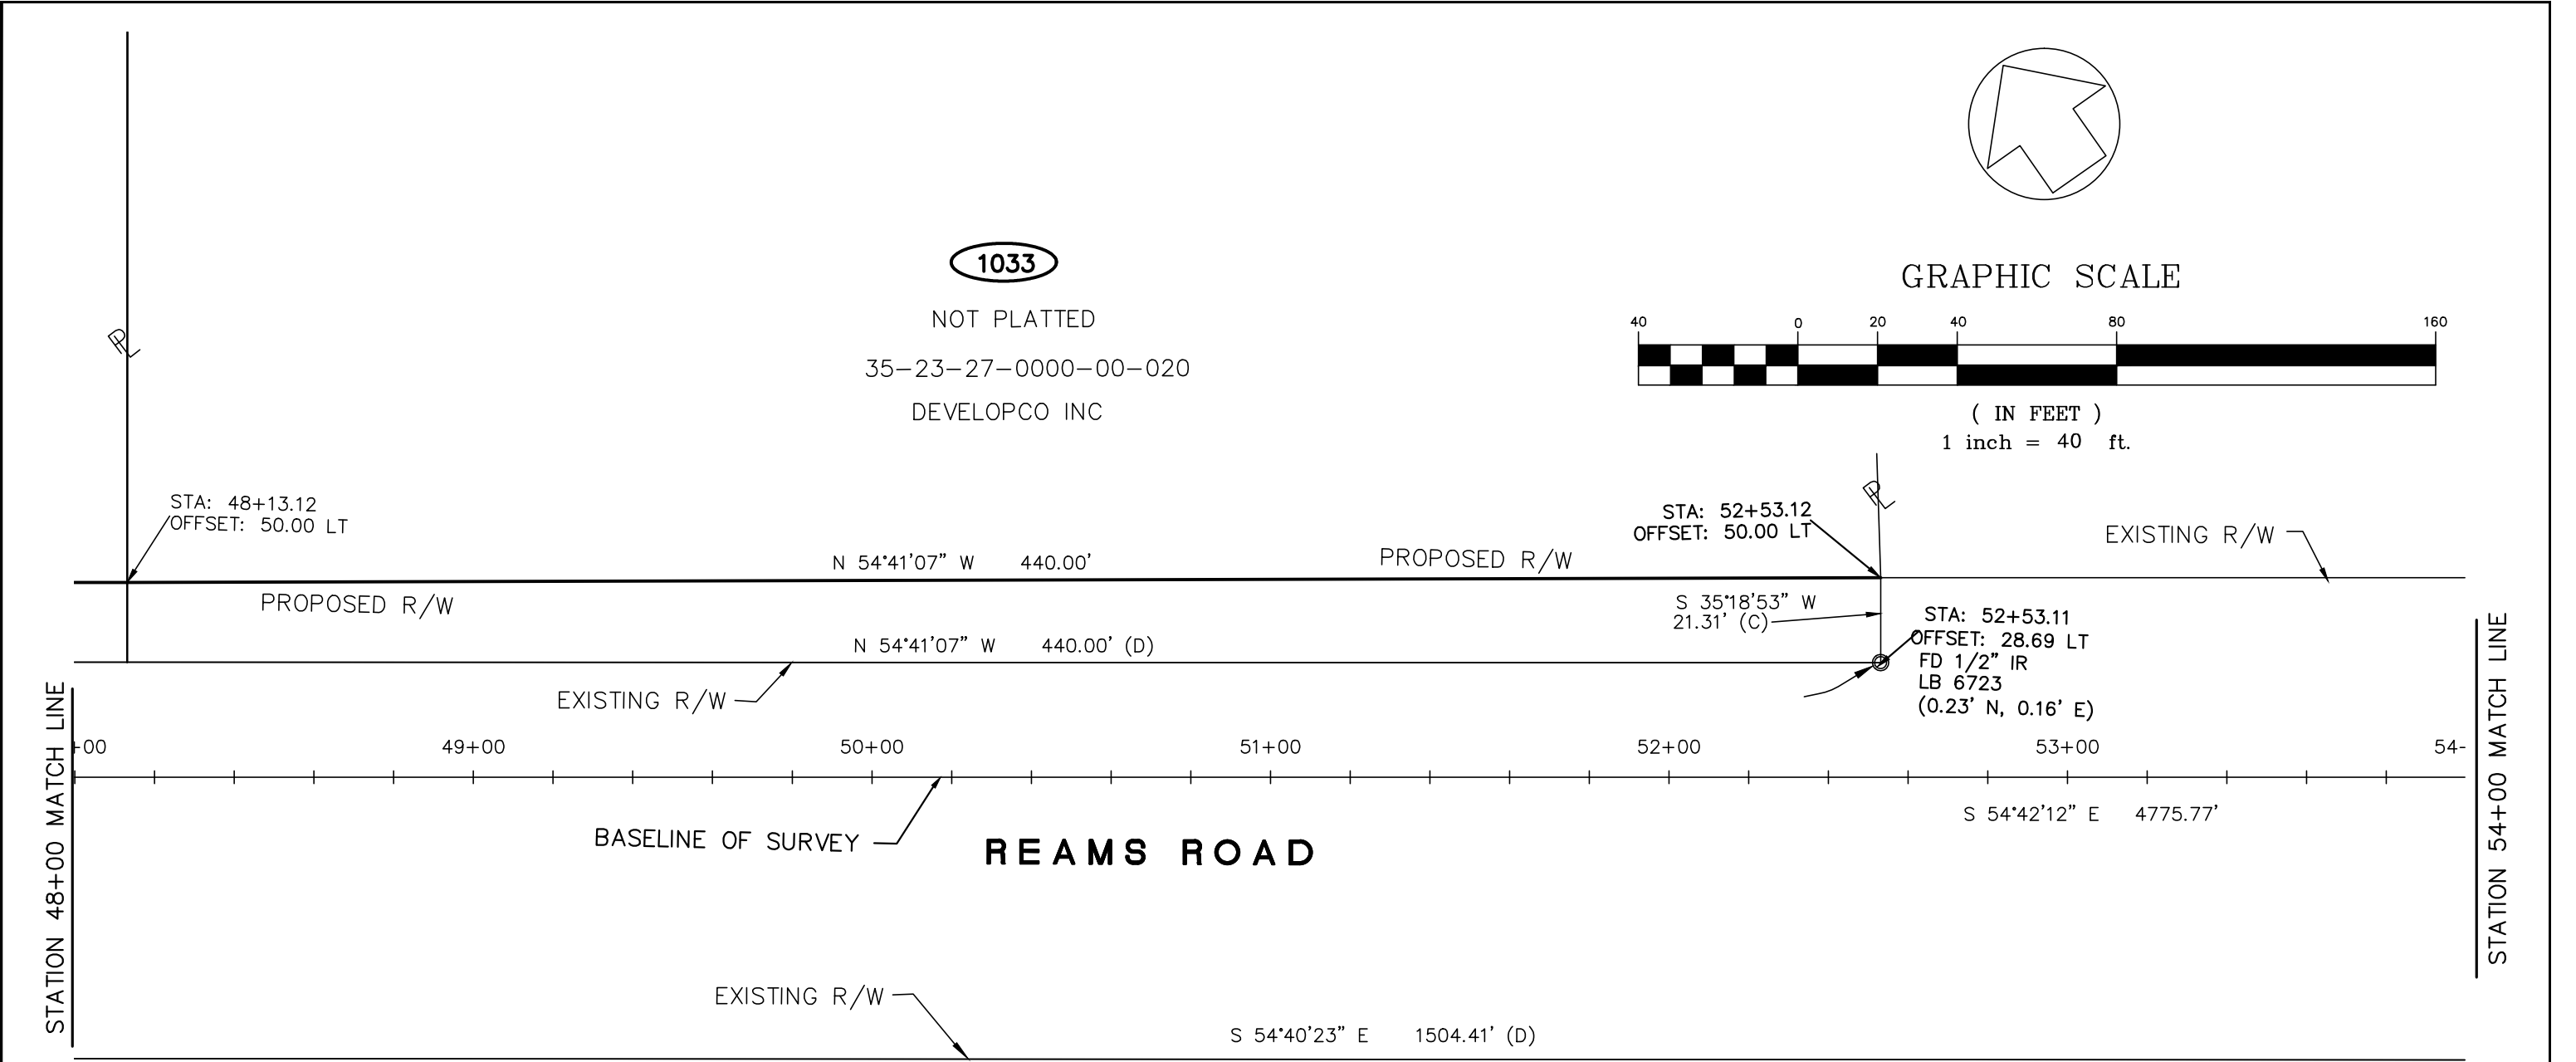 1033
NOT PLATTED
35-23-27-0000-00-020
DEVELOPCO INC
GRAPHIC SCALE
40 0 20 40 80 160
( IN FEET )
1 inch = 40 ft.
PL
STA: 48+13.12
OFFSET: 50.00 LT
PL
STA: 52+53.12
OFFSET: 50.00 LT
EXISTING R/W
N 54°41'07" W 440.00'
PROPOSED R/W
PROPOSED R/W
S 35°18'53" W
21.31' (C)
STA: 52+53.11
OFFSET: 28.69 LT
FD 1/2" IR
LB 6723
(0.23' N, 0.16' E)
N 54°41'07" W 440.00' (D)
EXISTING R/W
STATION 48+00 MATCH LINE
+00 49+00 50+00 51+00 52+00 53+00 54-
STATION 54+00 MATCH LINE
S 54°42'12" E 4775.77'
BASELINE OF SURVEY
REAMS ROAD
EXISTING R/W
S 54°40'23" E 1504.41' (D)